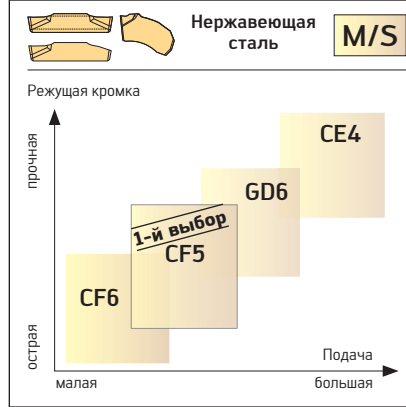 Нержавеющая
сталь
M/S
Режущая кромка
прочная
CE4
GD6
1-й выбор
CF5
CF6
острая
Подача
малая
большая